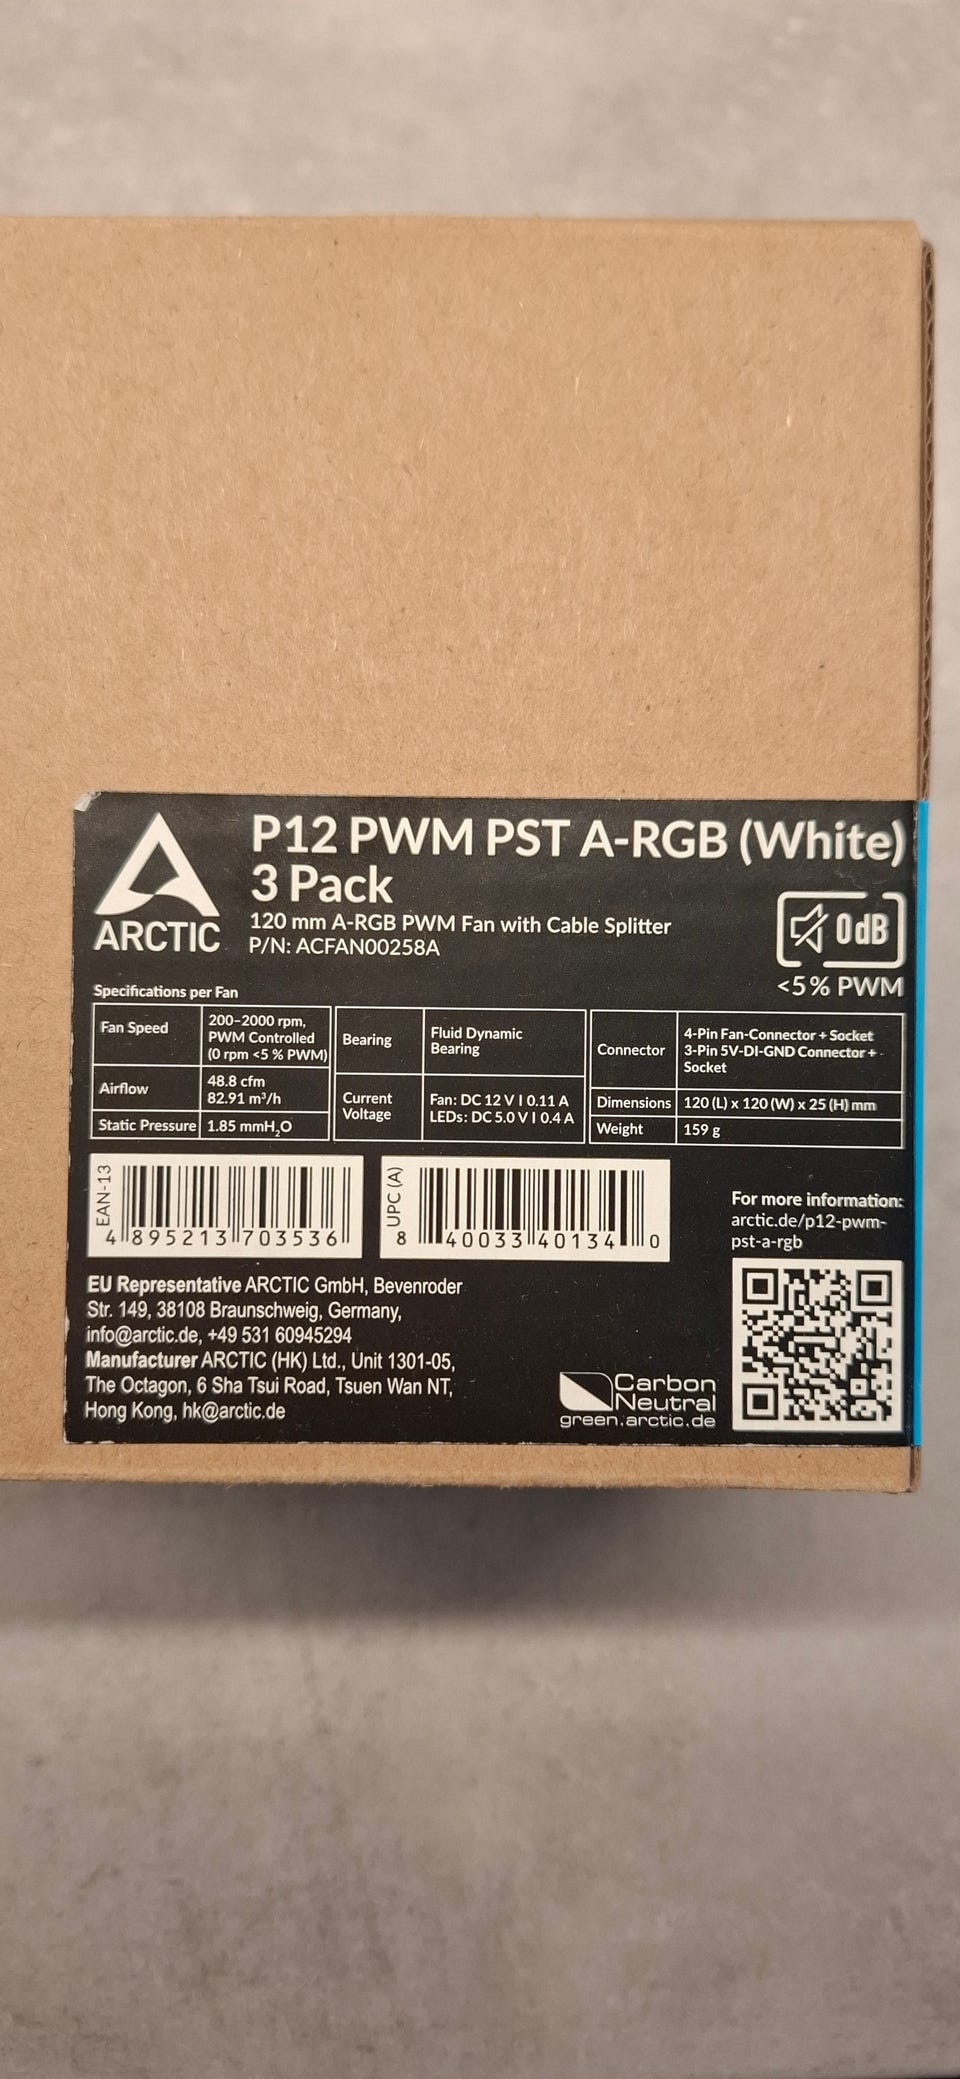 P12 PWM PST A-RGB (White)
3 Pack
120 mm A-RGB PWM Fan with Cable Splitter
P/N: ACFAN00258A
ARCTIC
0dB
<5% PWM
Specifications per Fan
Fan Speed
200–2000 rpm,
PWM Controlled
(0 rpm <5 % PWM)
Airflow
48.8 cfm
82.91 m³/h
Static Pressure
1.85 mmH₂O
Bearing
Fluid Dynamic
Bearing
Current
Voltage
Fan: DC 12 V I 0.11 A
LEDs: DC 5.0 V I 0.4 A
Connector
4-Pin Fan-Connector + Socket
3-Pin 5V-DI-GND Connector +
Socket
Dimensions
120 (L) x 120 (W) x 25 (H) mm
Weight
159 g
EAN-13
4 895213 703536
UPC (A)
8 40033 40134 0
For more information:
arctic.de/p12-pwm-
pst-a-rgb
EU Representative ARCTIC GmbH, Bevenroder
Str. 149, 38108 Braunschweig, Germany,
info@arctic.de, +49 531 60945294
Manufacturer ARCTIC (HK) Ltd., Unit 1301-05,
The Octagon, 6 Sha Tsui Road, Tsuen Wan NT,
Hong Kong, hk@arctic.de
Carbon
Neutral
green.arctic.de